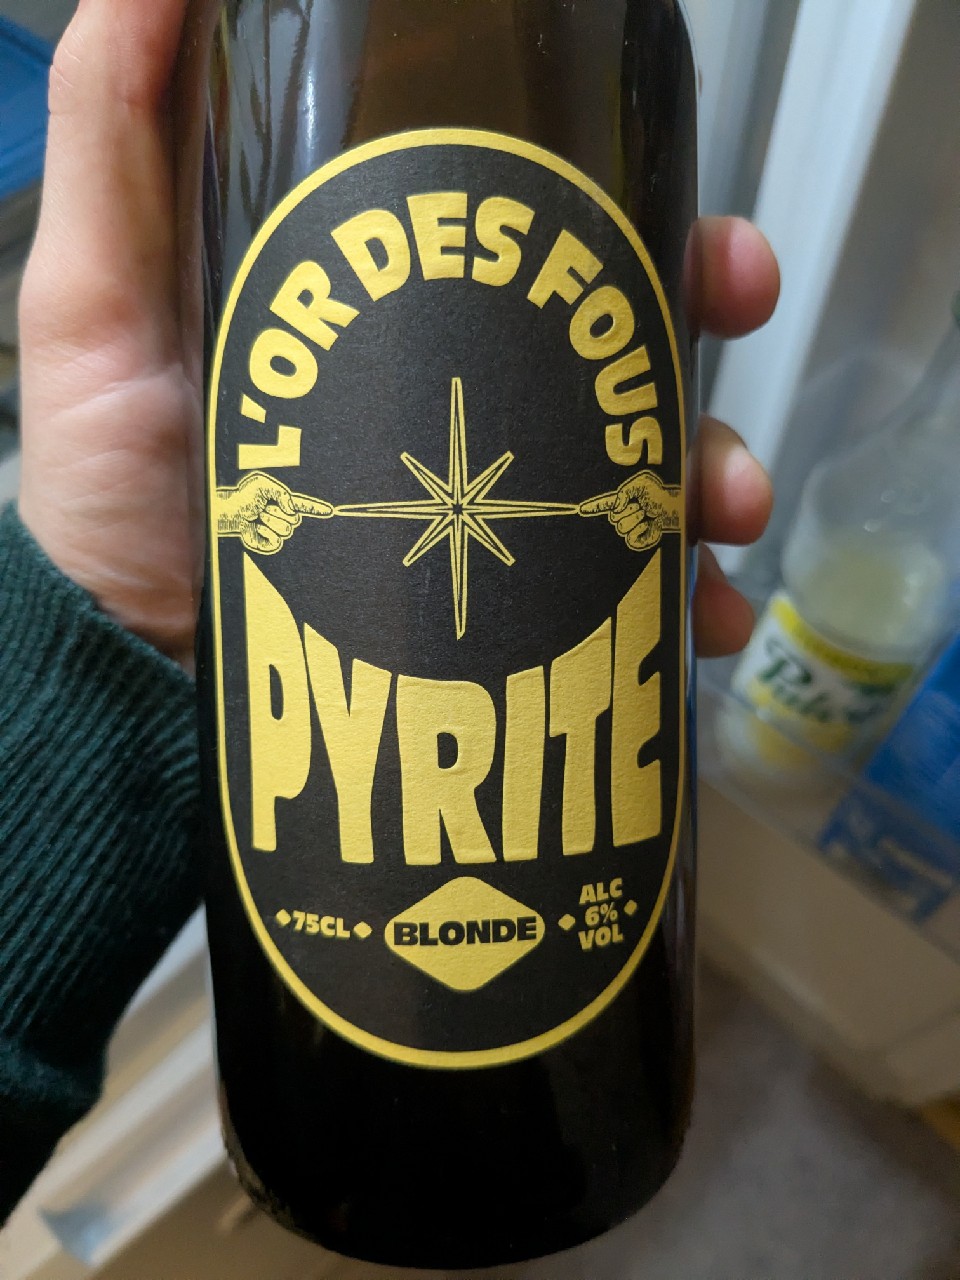 L'OR DES FOUS
PYRITE
75CL
BLONDE
ALC
6%
VOL